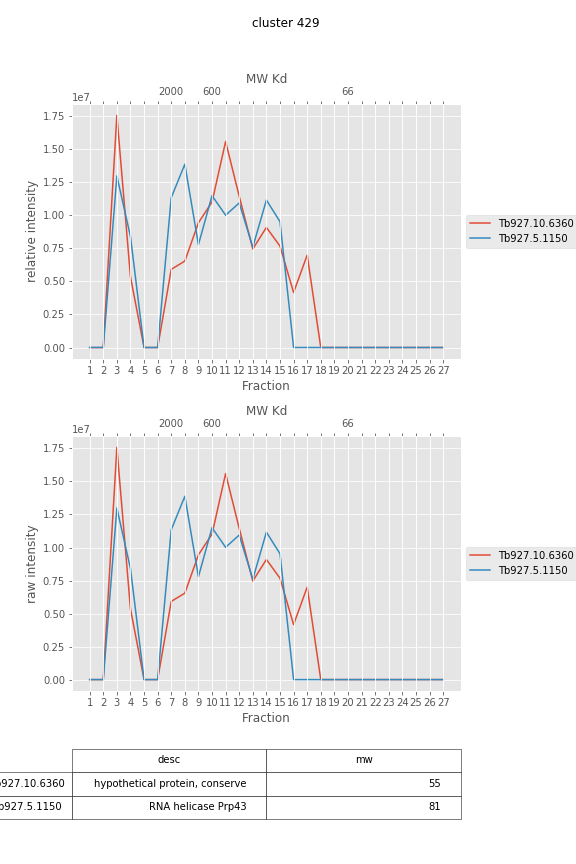 cluster 429
MW Kd
1e7 2000 600 66
1.75
1.50
1.25
1.00
0.75
0.50
0.25
0.00
relative intensity
Tb927.10.6360
Tb927.5.1150
1 2 3 4 5 6 7 8 9 10 11 12 13 14 15 16 17 18 19 20 21 22 23 24 25 26 27
Fraction
MW Kd
1e7 2000 600 66
1.75
1.50
1.25
1.00
0.75
0.50
0.25
0.00
raw intensity
Tb927.10.6360
Tb927.5.1150
1 2 3 4 5 6 7 8 9 10 11 12 13 14 15 16 17 18 19 20 21 22 23 24 25 26 27
Fraction
desc mw
b927.10.6360 hypothetical protein, conserve 55
b927.5.1150 RNA helicase Prp43 81